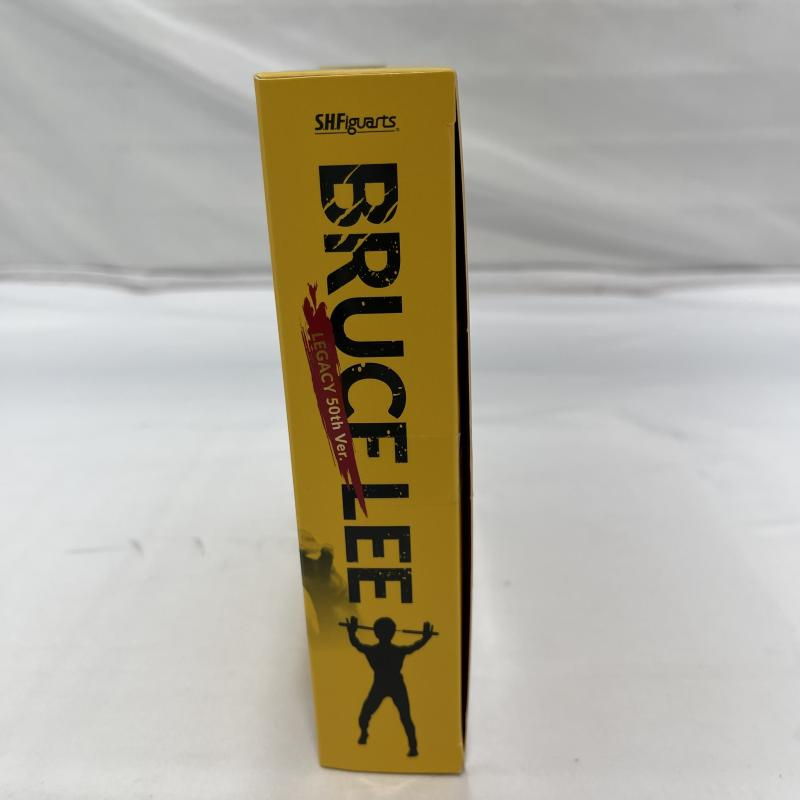 S.H.Figuarts
BRUCE LEE
LEGACY 50th Ver.